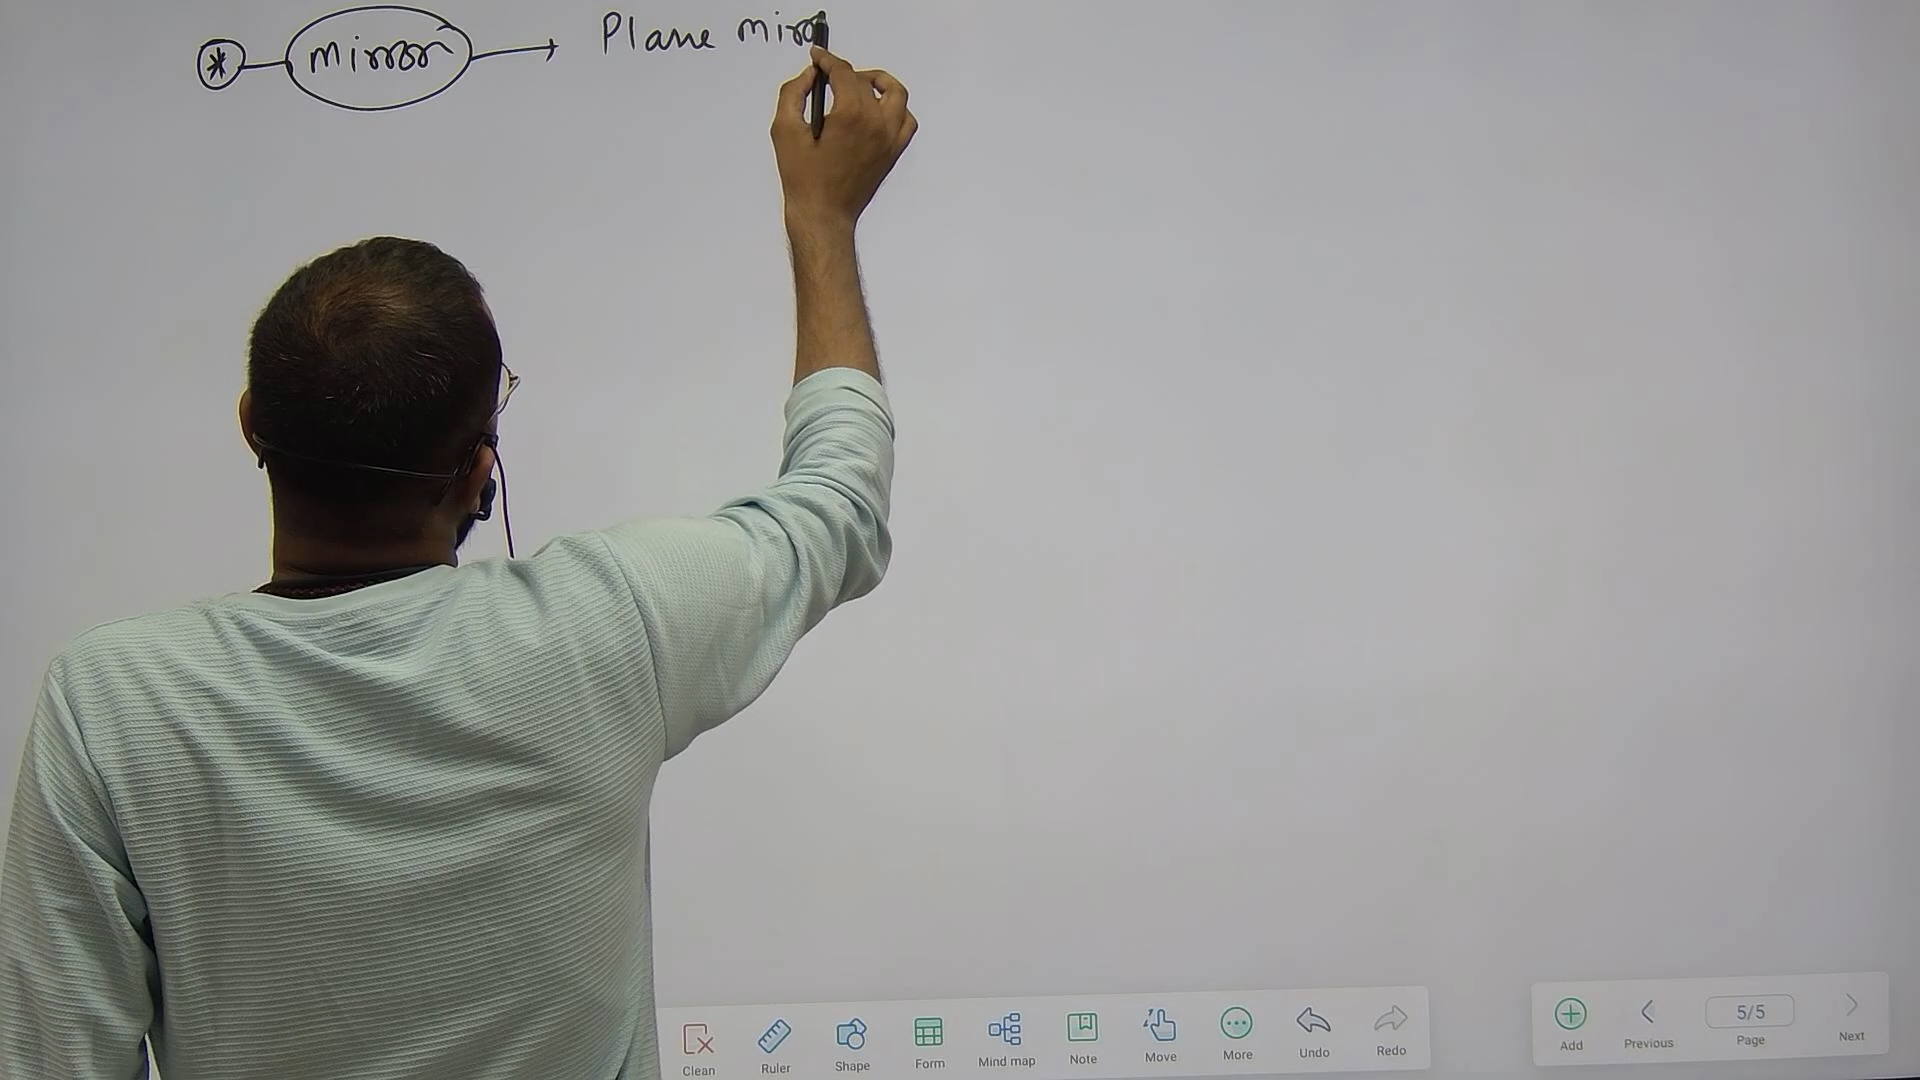 * mirror → Plane mirro
Clean Ruler Shape Form Mind map Note Move More Undo Redo Add Previous 5/5 Page Next